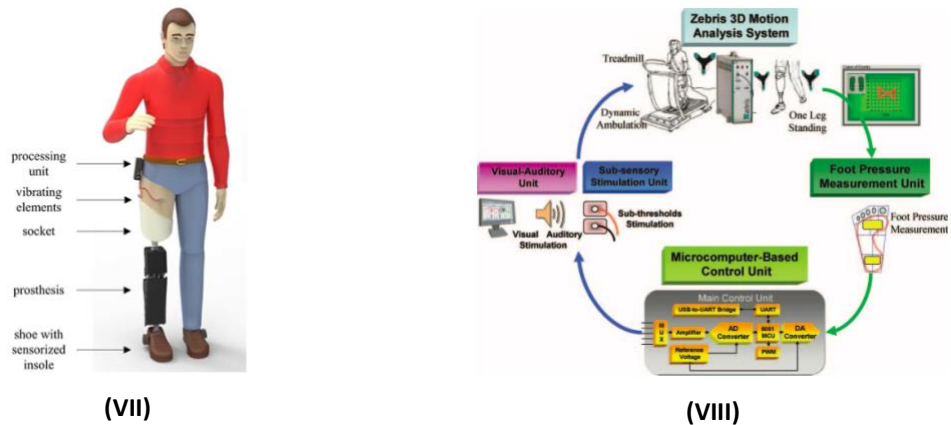 processing
unit
vibrating
elements
socket
prosthesis
shoe with
sensorized
insole
(VII)
Zebris 3D Motion
Analysis System
Treadmill
Dynamic
Ambulation
One Leg
Standing
Visual-Auditory
Unit
Sub-sensory
Stimulation Unit
Visual Auditory
Stimulation
Sub-thresholds
Stimulation
Foot Pressure
Measurement Unit
Foot Pressure
Measurement
Microcomputer-Based
Control Unit
Main Control Unit
USB-to-UART Bridge
UART
MUX
Amplifier
AD
Converter
8051
MCU
DA
Converter
Reference
Voltage
PWM
(VIII)